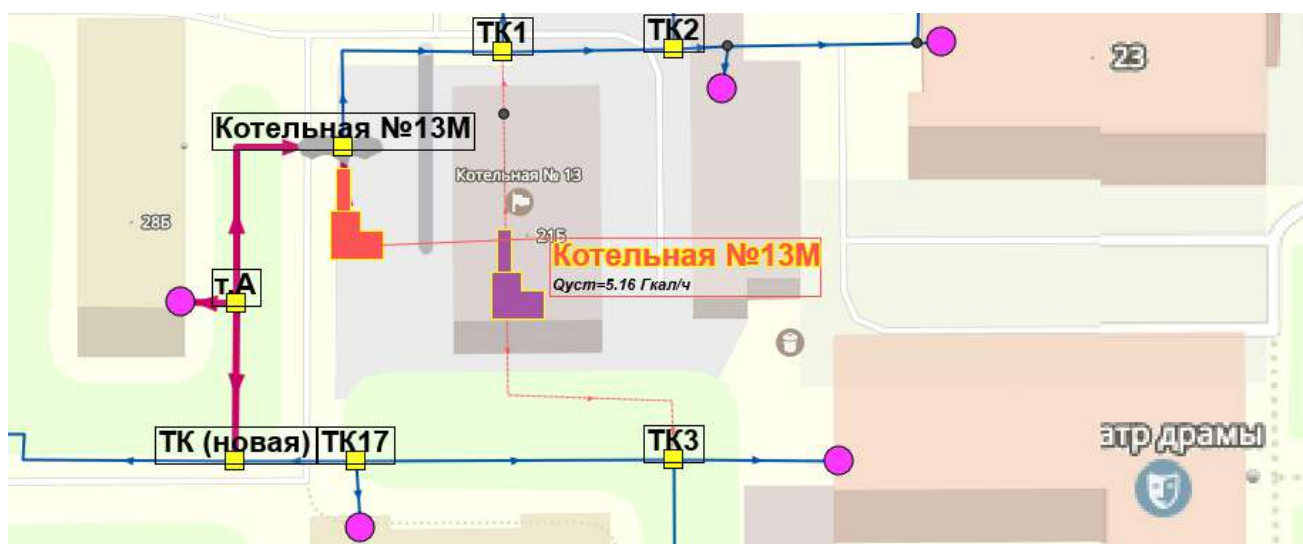 ТК1
ТК2
23
Котельная №13М
Котельная № 13
28Б
21Б
Котельная №13М
Qуст=5.16 Гкал/ч
т.А
ТК (новая)
ТК17
ТК3
атр драмы